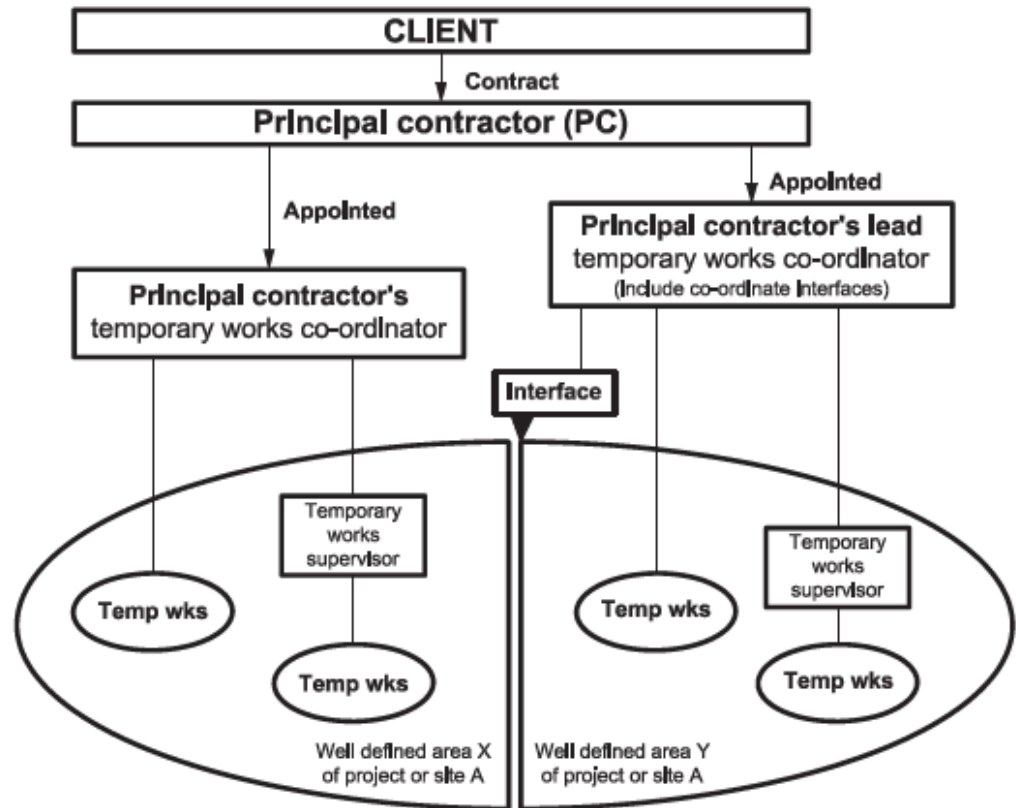 CLIENT
Contract
Principal contractor (PC)
Appointed
Appointed
Principal contractor's lead
temporary works co-ordinator
(Include co-ordinate Interfaces)
Principal contractor's
temporary works co-ordinator
Interface
Temporary
works
supervisor
Temporary
works
supervisor
Temp wks
Temp wks
Temp wks
Temp wks
Well defined area X
of project or site A
Well defined area Y
of project or site A